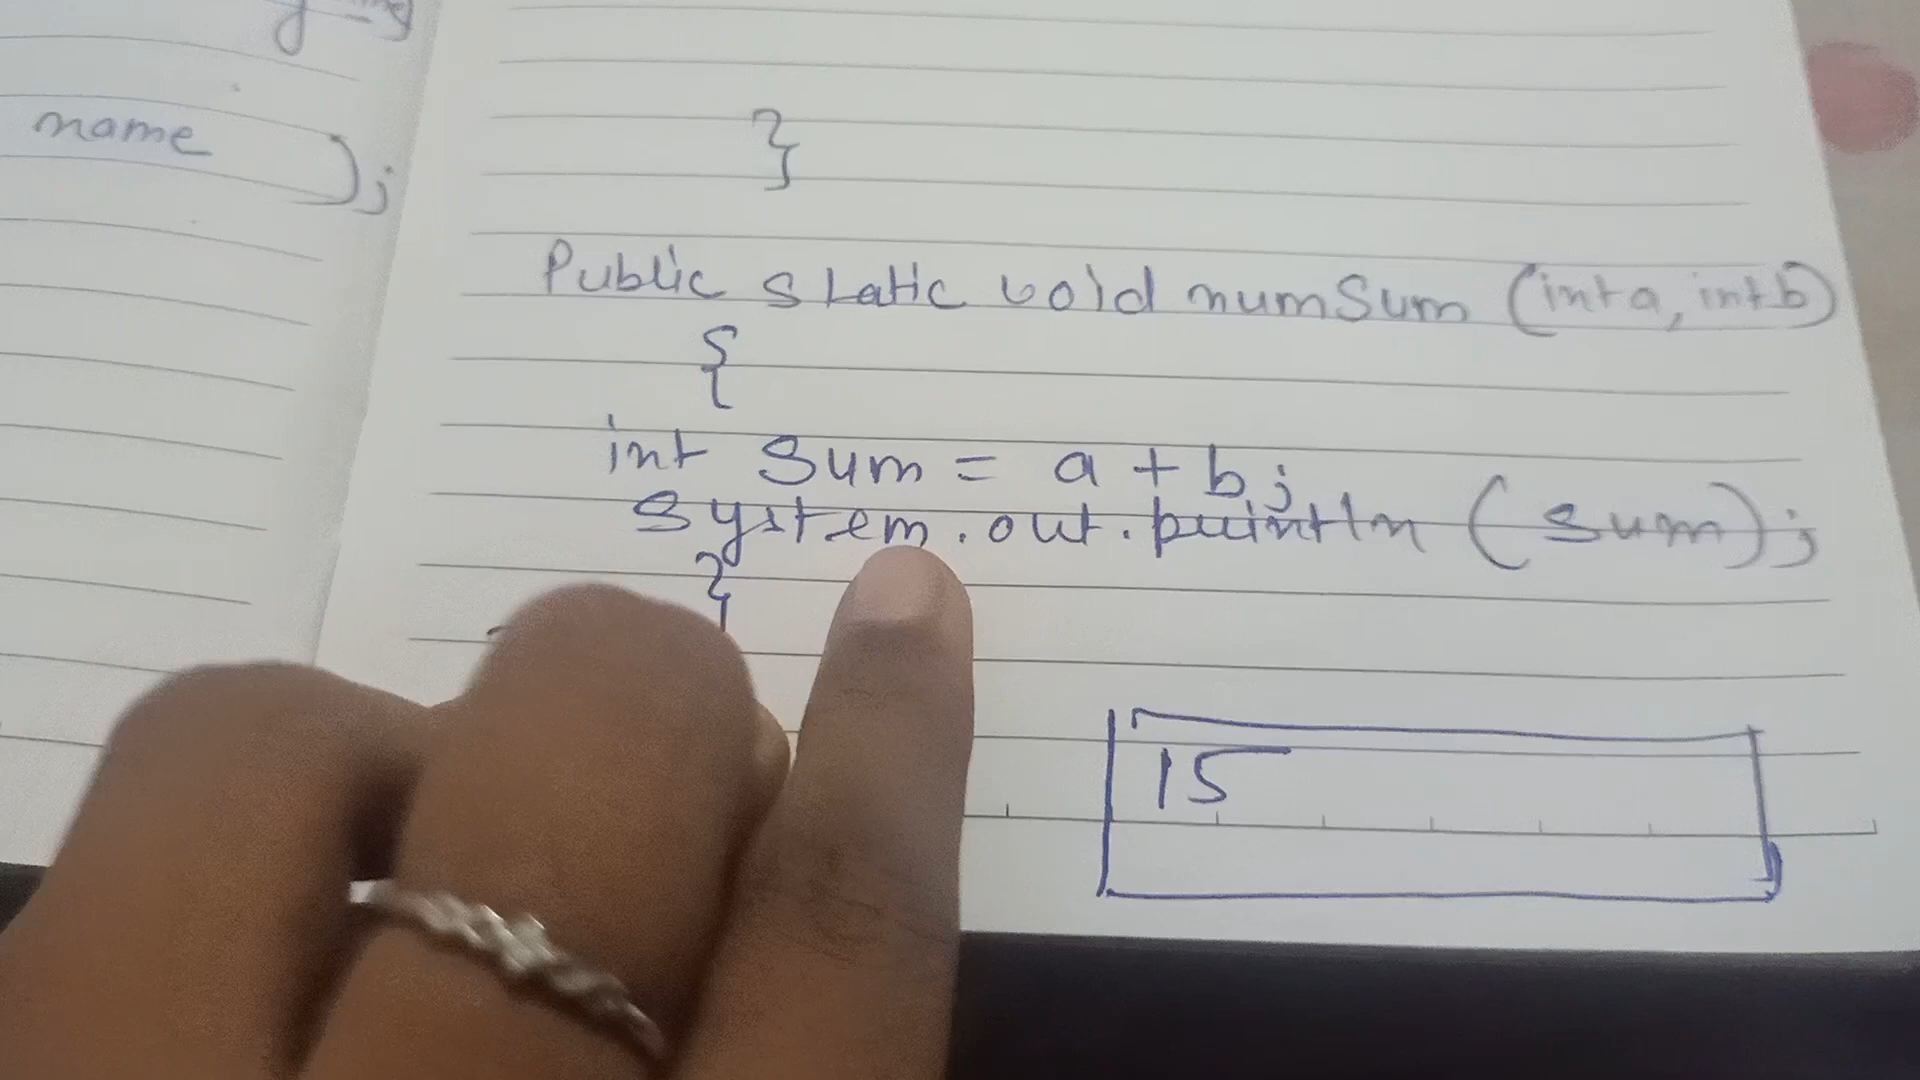 name );
}
Public static void numSum (int a, int b)
{
int Sum = a + b;
System.out.println (sum);
}
15